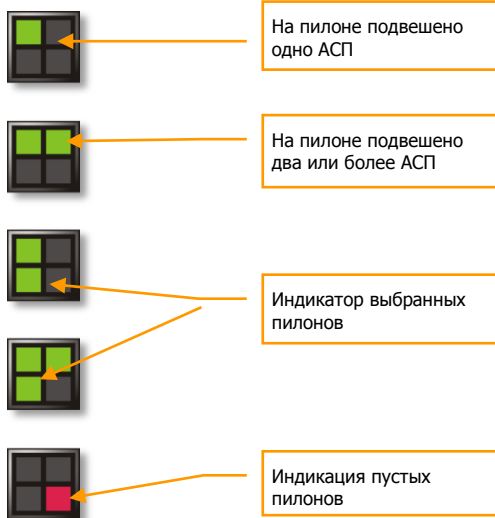 На пилоне подвешено
одно АСП
На пилоне подвешено
два или более АСП
Индикатор выбранных
пилонов
Индикация пустых
пилонов